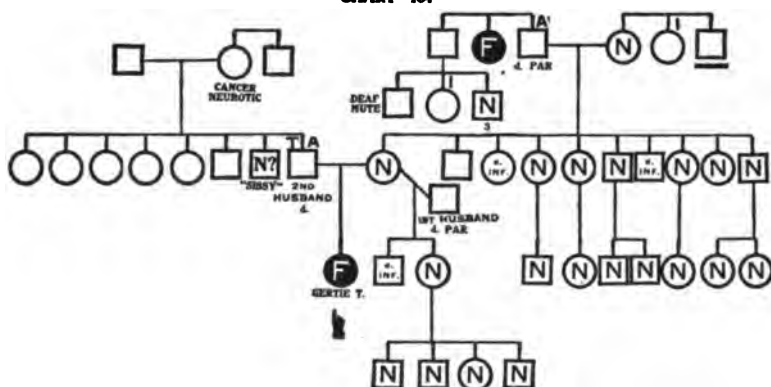 F A'
d. PAR
N I
CANCER
NEUROTIC
DEAF
MUTE
I N
3
T A
N?
"SISSY" 2ND
HUSBAND
d.
N d. INF. N N N d. INF. N N N
1ST HUSBAND
d. PAR
F
GERTIE T.
d. INF. N
N N N N N N N
N N N N